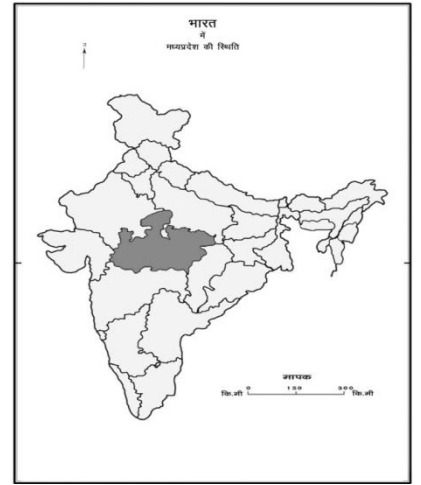 भारत
में
मध्यप्रदेश की स्थिति
मापक
कि.मी 0 150 300 कि.मी